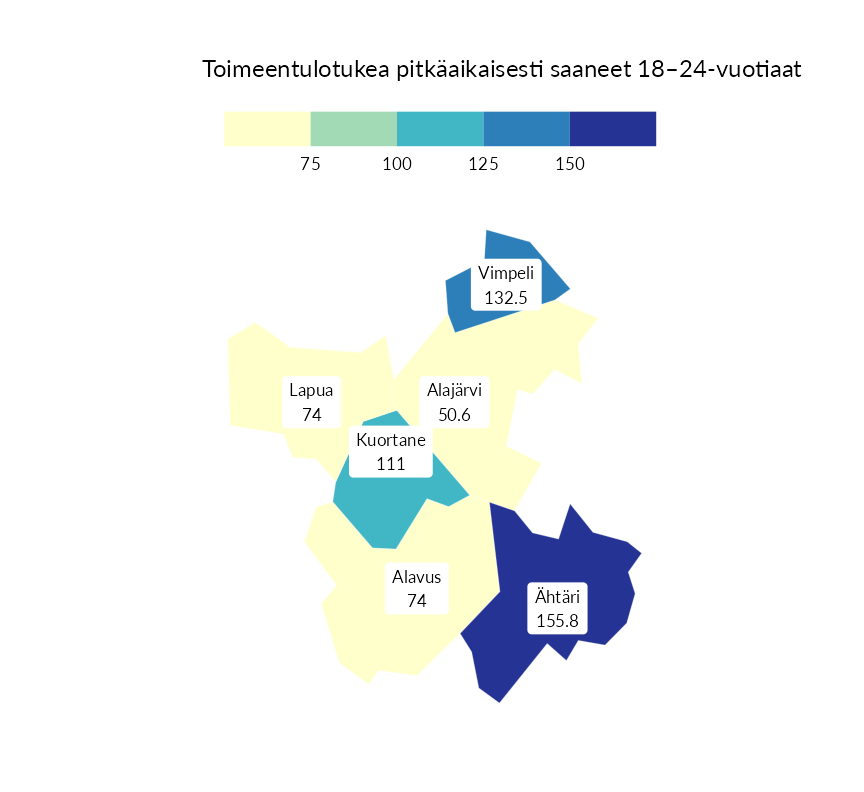 Toimeentulotukea pitkäaikaisesti saaneet 18–24-vuotiaat
75 100 125 150
Vimpeli
132.5
Lapua
74
Alajärvi
50.6
Kuortane
111
Alavus
74
Ähtäri
155.8